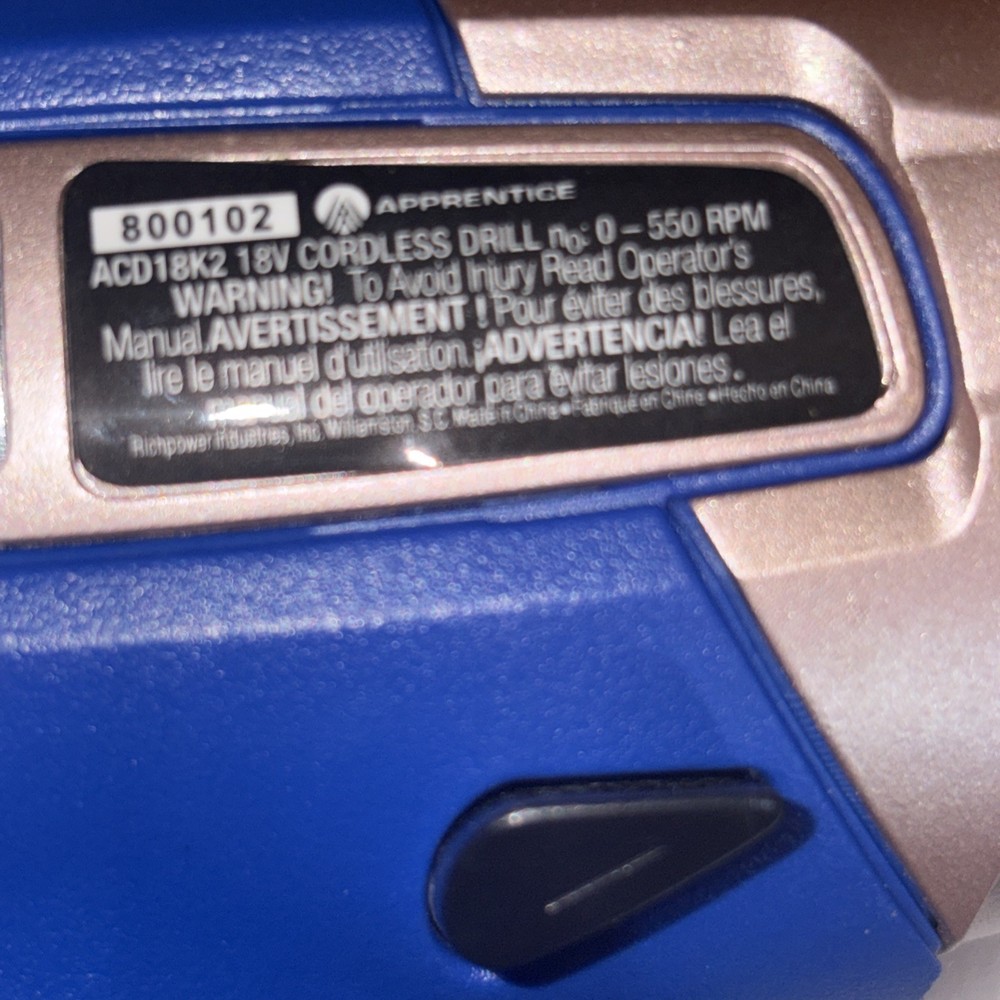 800102 APPRENTICE
ACD18K2 18V CORDLESS DRILL n₀: 0 – 550 RPM
WARNING! To Avoid Injury Read Operator's
Manual. AVERTISSEMENT ! Pour éviter des blessures,
lire le manuel d'utilisation. ¡ADVERTENCIA! Lea el
manual del operador para evitar lesiones.
Richpower Industries, Inc. Williamston, S.C. Made in China • Fabriqué en Chine • Hecho en China